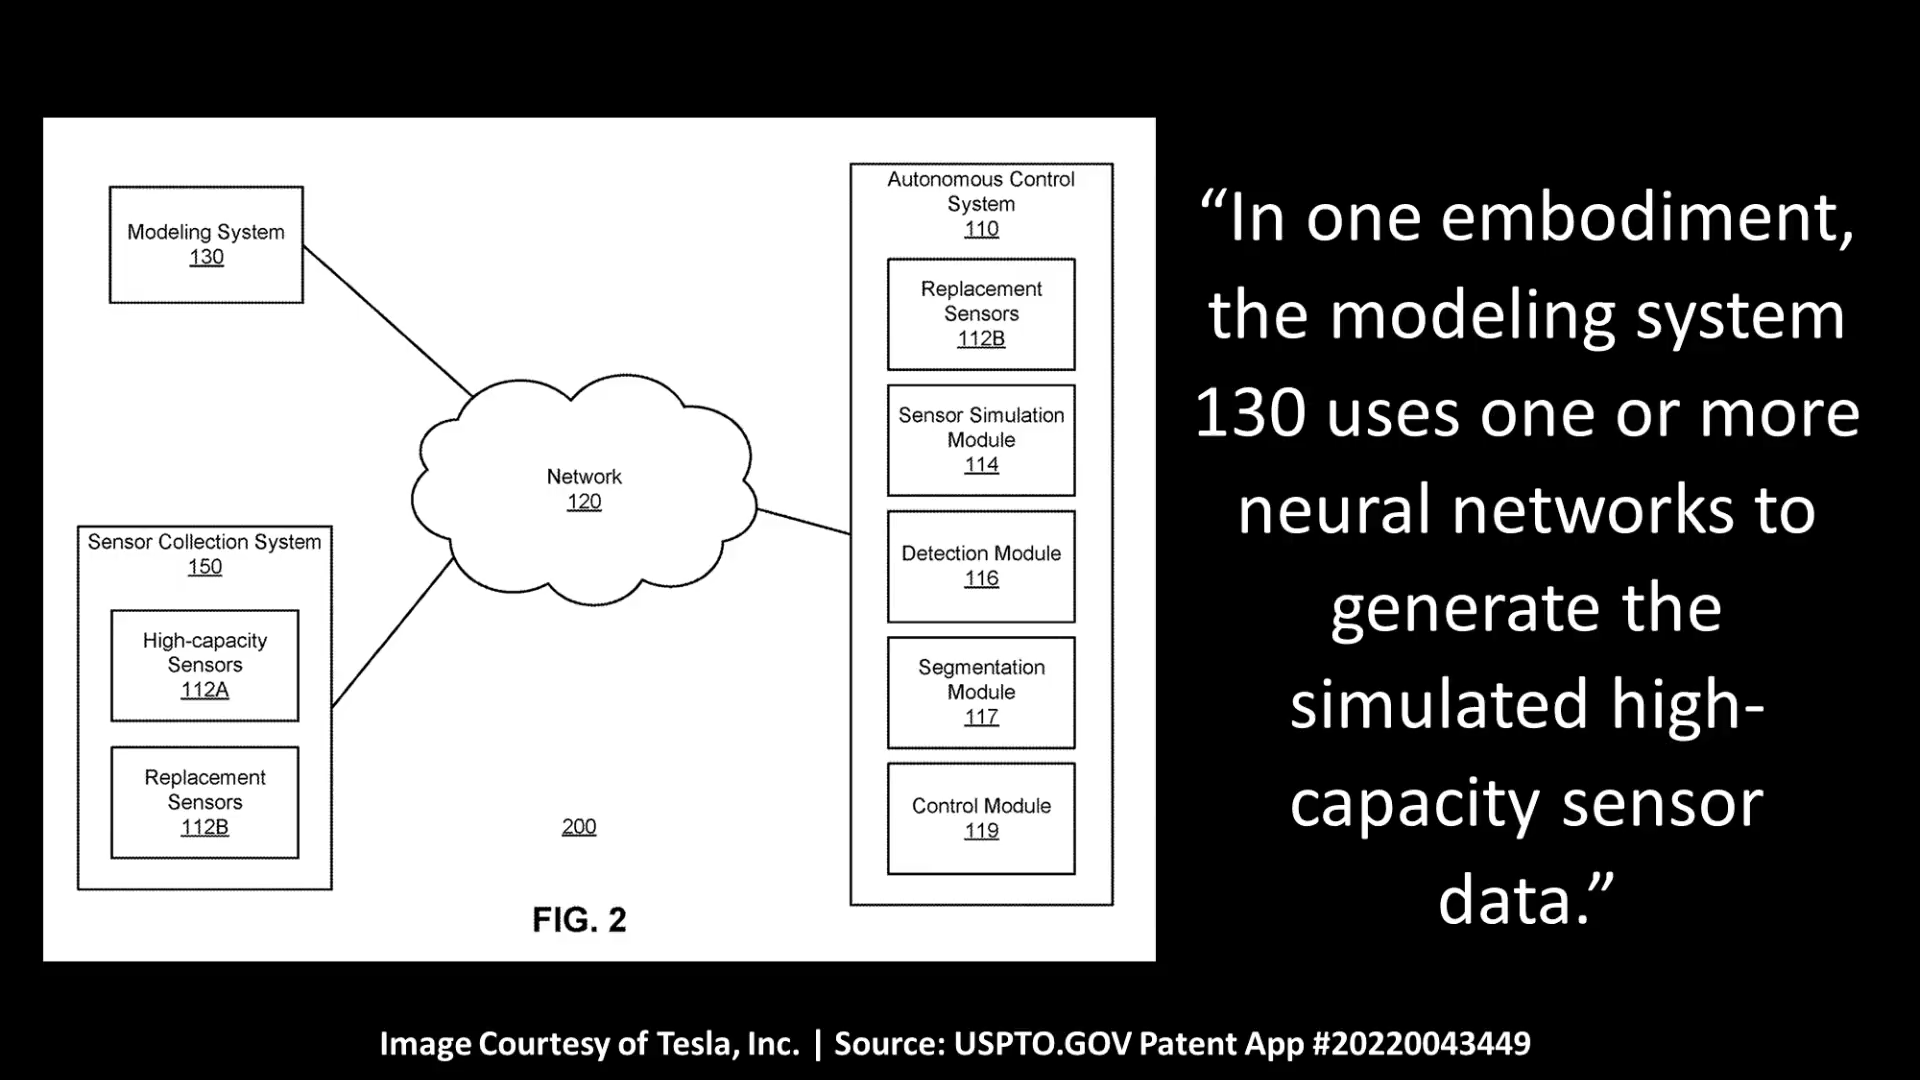 Modeling System
130
Sensor Collection System
150
High-capacity
Sensors
112A
Replacement
Sensors
112B
Network
120
200
FIG. 2
Autonomous Control
System
110
Replacement
Sensors
112B
Sensor Simulation
Module
114
Detection Module
116
Segmentation
Module
117
Control Module
119
“In one embodiment,
the modeling system
130 uses one or more
neural networks to
generate the
simulated high-
capacity sensor
data.”
Image Courtesy of Tesla, Inc. | Source: USPTO.GOV Patent App #20220043449